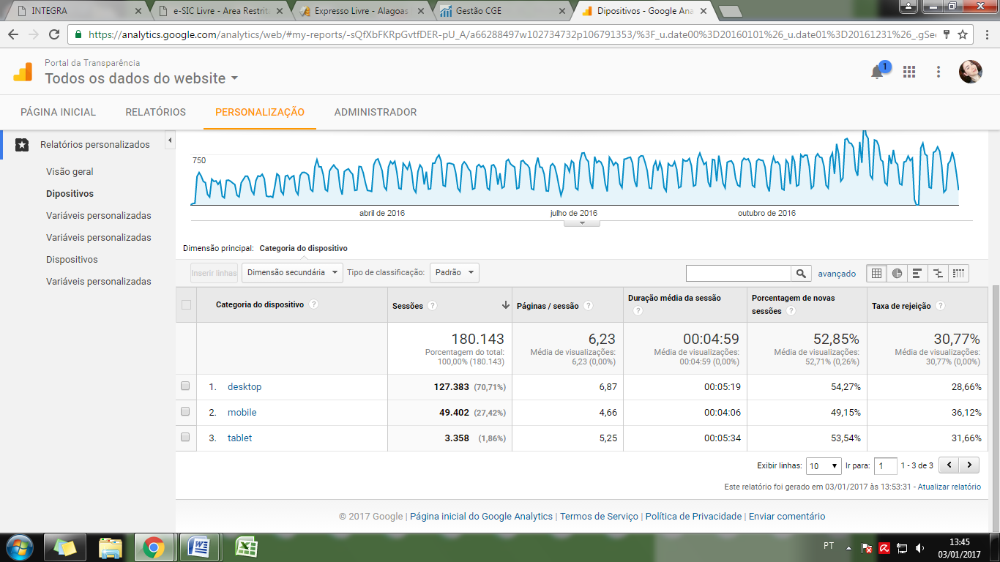 INTEGRA
e-SIC Livre - Area Restrit
Expresso Livre - Alagoas
Gestão CGE
Dipositivos - Google Ana
https://analytics.google.com/analytics/web/#my-reports/-sQfXbFKRpGvtfDER-pU_A/a66288497w102734732p106791353/%3F_u.date00%3D20160101%26_u.date01%3D20161231%26_.gSe
Portal da Transparência
Todos os dados do website
1
PÁGINA INICIAL RELATÓRIOS PERSONALIZAÇÃO ADMINISTRADOR
Relatórios personalizados
Visão geral
Dipositivos
Variáveis personalizadas
Variáveis personalizadas
Dispositivos
Variáveis personalizadas
750
abril de 2016 julho de 2016 outubro de 2016
Dimensão principal: Categoria do dispositivo
Inserir linhas Dimensão secundária Tipo de classificação: Padrão avançado
Categoria do dispositivo ? Sessões ? Páginas / sessão ? Duração média da sessão ? Porcentagem de novas sessões ? Taxa de rejeição ?
180.143 6,23 00:04:59 52,85% 30,77%
Porcentagem do total: Média de visualizações: Média de visualizações: Média de visualizações: Média de visualizações:
100,00% (180.143) 6,23 (0,00%) 00:04:59 (0,00%) 52,71% (0,26%) 30,77% (0,00%)
1. desktop 127.383 (70,71%) 6,87 00:05:19 54,27% 28,66%
2. mobile 49.402 (27,42%) 4,66 00:04:06 49,15% 36,12%
3. tablet 3.358 (1,86%) 5,25 00:05:34 53,54% 31,66%
Exibir linhas: 10 Ir para: 1 1 - 3 de 3
Este relatório foi gerado em 03/01/2017 às 13:53:31 - Atualizar relatório
© 2017 Google | Página inicial do Google Analytics | Termos de Serviço | Política de Privacidade | Enviar comentário
PT
13:45
03/01/2017